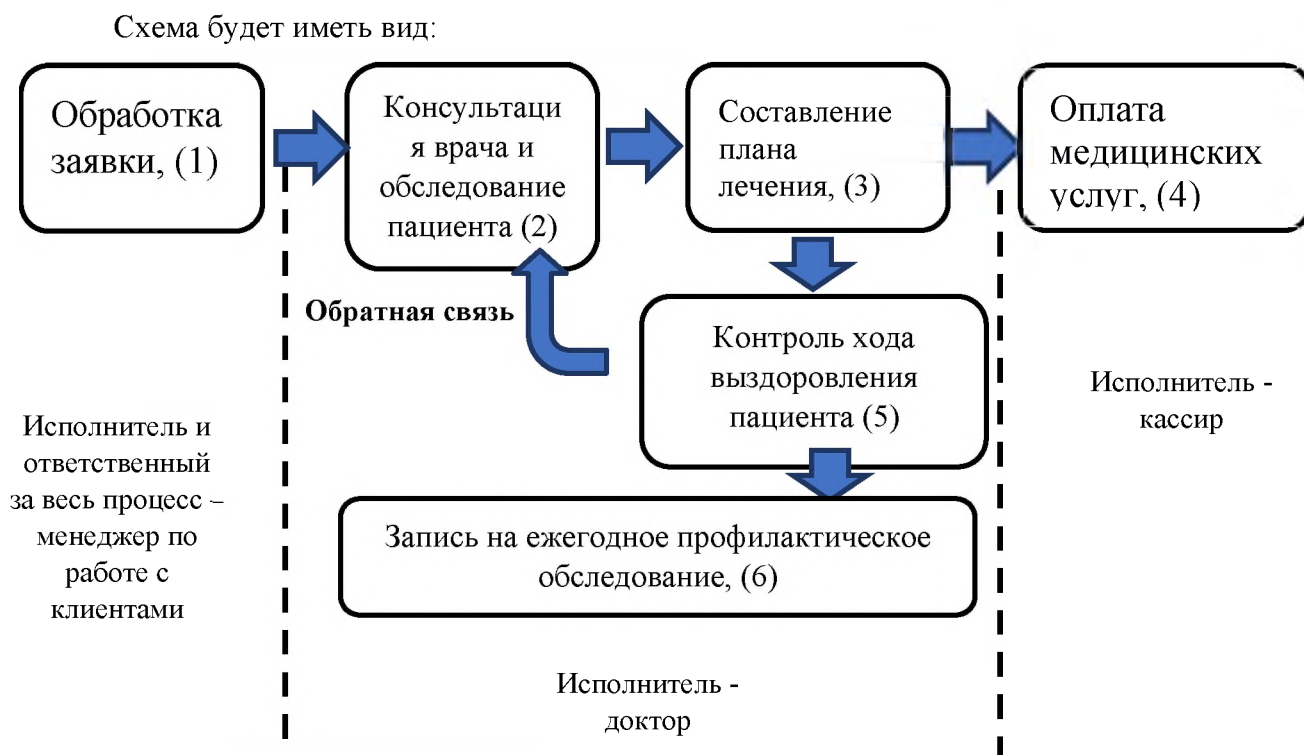 Схема будет иметь вид:
Обработка
заявки, (1)
Консультаци
я врача и
обследование
пациента (2)
Составление
плана
лечения, (3)
Оплата
медицинских
услуг, (4)
Обратная связь
Контроль хода
выздоровления
пациента (5)
Исполнитель -
кассир
Исполнитель и
ответственный
за весь процесс –
менеджер по
работе с
клиентами
Запись на ежегодное профилактическое
обследование, (6)
Исполнитель -
доктор